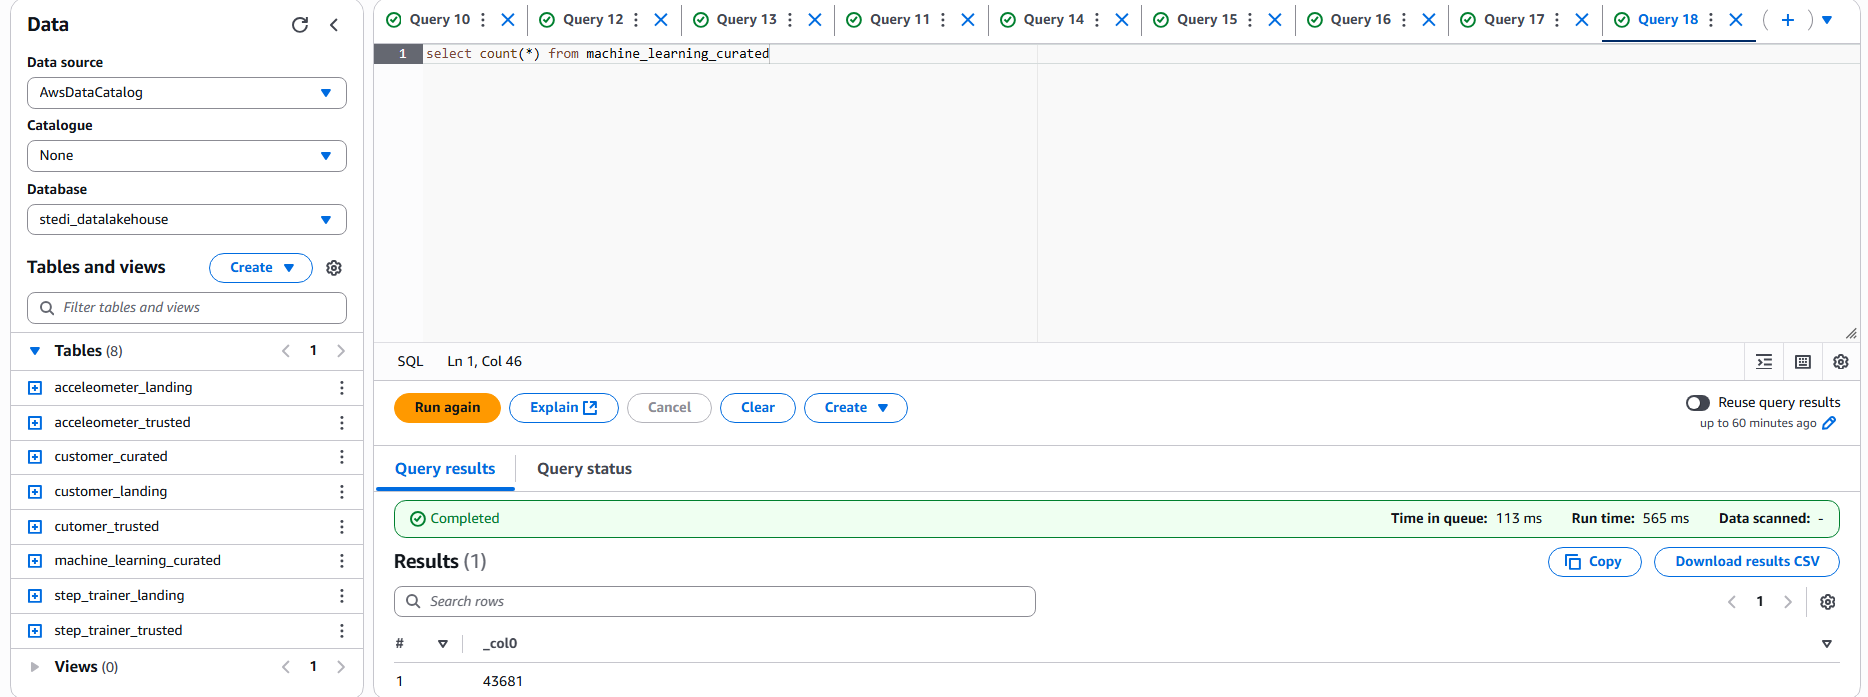 Data
Data source
AwsDataCatalog
Catalogue
None
Database
stedi_datalakehouse
Tables and views
Create
Filter tables and views
Tables (8)
1
acceleometer_landing
acceleometer_trusted
customer_curated
customer_landing
cutomer_trusted
machine_learning_curated
step_trainer_landing
step_trainer_trusted
Views (0)
1
Query 10 Query 12 Query 13 Query 11 Query 14 Query 15 Query 16 Query 17 Query 18
1 select count(*) from machine_learning_curated
SQL Ln 1, Col 46
Run again Explain Cancel Clear Create
Reuse query results
up to 60 minutes ago
Query results Query status
Completed Time in queue: 113 ms Run time: 565 ms Data scanned: -
Results (1) Copy Download results CSV
Search rows 1
# _col0
1 43681